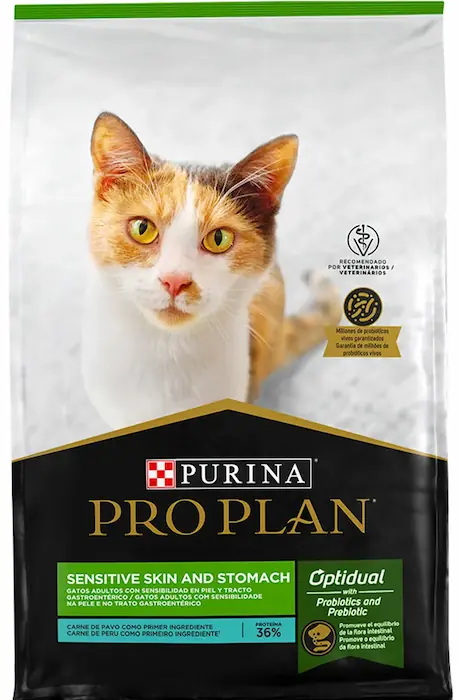 RECOMENDADO
POR VETERINARIOS /
VETERINÁRIOS
Millones de probióticos
vivos garantizados
Garantia de milhões de
probióticos vivos
PURINA
PRO PLAN
SENSITIVE SKIN AND STOMACH
GATOS ADULTOS CON SENSIBILIDAD EN PIEL Y TRACTO
GASTROENTÉRICO / GATOS ADULTOS COM SENSIBILIDADE
NA PELE E NO TRATO GASTROENTÉRICO
CARNE DE PAVO COMO PRIMER INGREDIENTE
CARNE DE PERU COMO PRIMEIRO INGREDIENTE
PROTEÍNA
36%
Optidual
with
Probiotics and
Prebiotic
Promueve el equilibrio
de la flora intestinal
Promove o equilíbrio
da flora intestinal